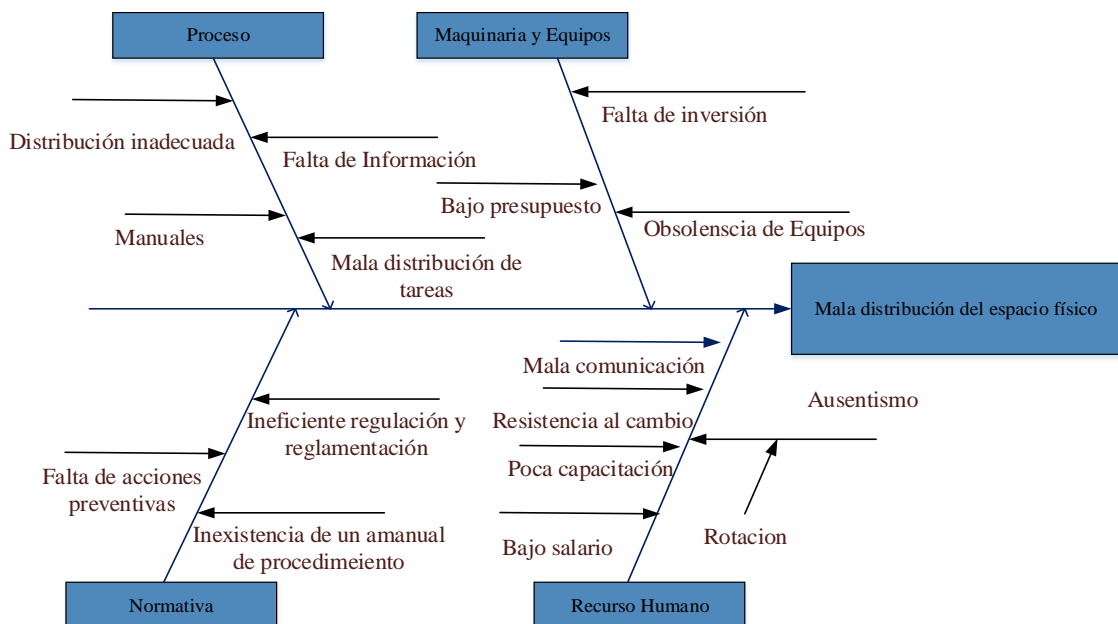 Proceso
Maquinaria y Equipos
Falta de inversión
Distribución inadecuada
Falta de Información
Bajo presupuesto
Obsolenscia de Equipos
Manuales
Mala distribución de
tareas
Mala distribución del espacio físico
Mala comunicación
Ausentismo
Resistencia al cambio
Ineficiente regulación y
reglamentación
Poca capacitación
Falta de acciones
preventivas
Inexistencia de un amanual
de procedimeiento
Bajo salario
Rotacion
Normativa
Recurso Humano